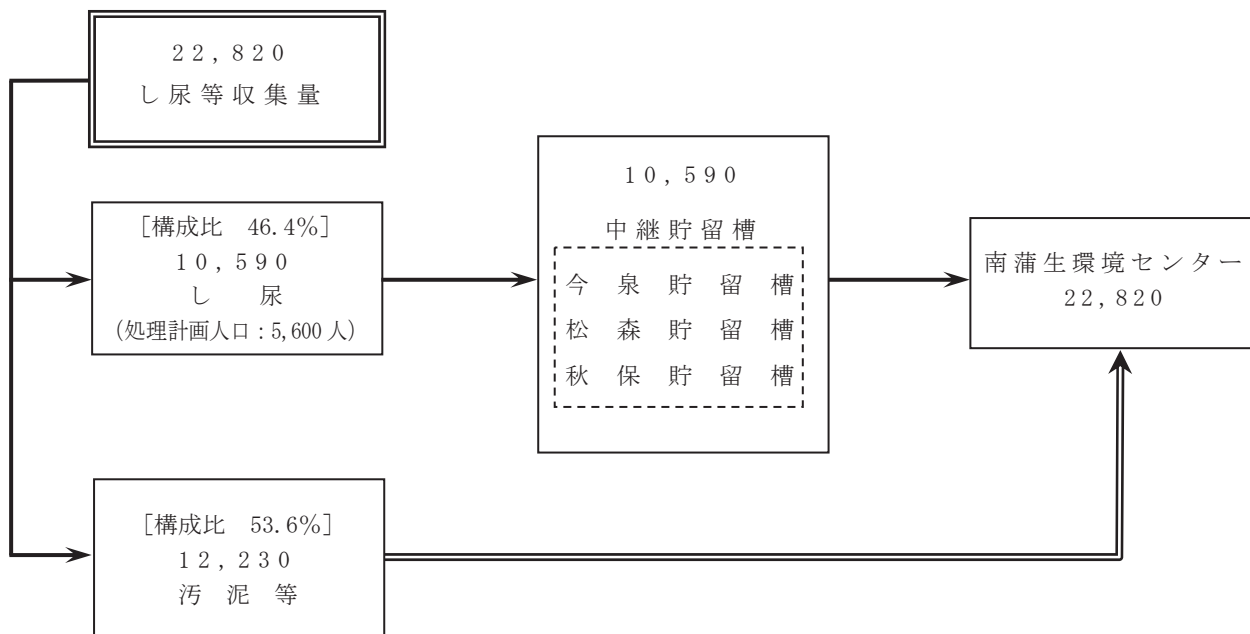 22,820
し尿等収集量
[構成比　46.4%]
10,590
し　尿
(処理計画人口：5,600人)
10,590
中継貯留槽
今泉貯留槽
松森貯留槽
秋保貯留槽
南蒲生環境センター
22,820
[構成比　53.6%]
12,230
汚泥等